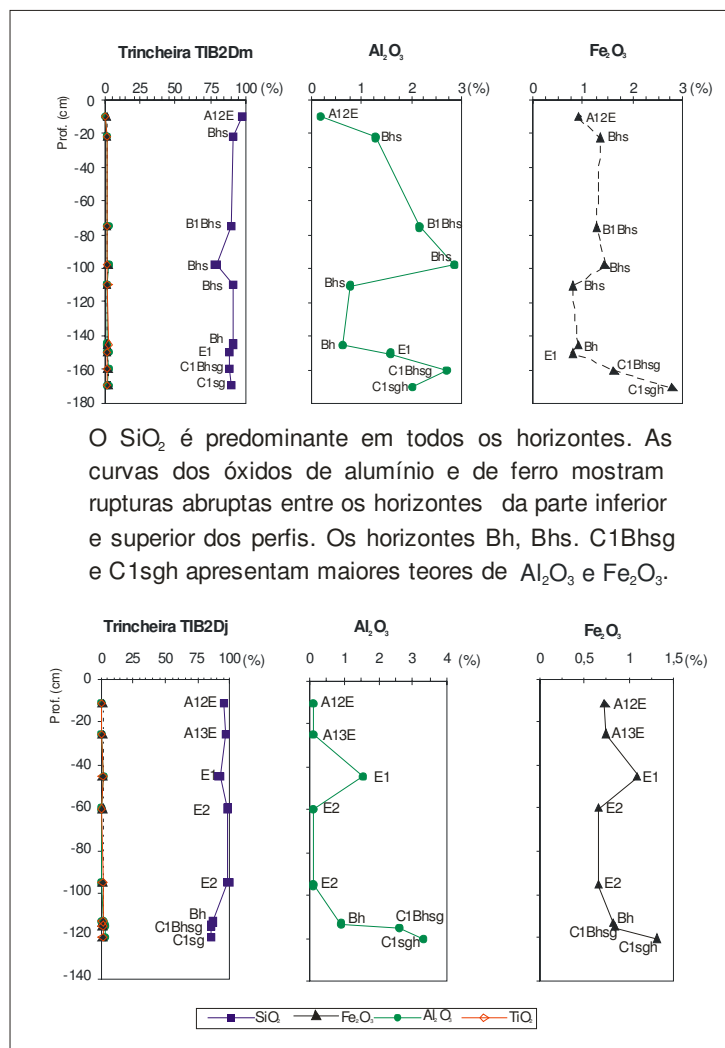 Trincheira TIB2Dm
Al₂O₃
Fe₂O₃
0 25 50 75 100 (%)
0 1 2 3 (%)
0 1 2 3 (%)
Prof. (cm)
0
-20
-40
-60
-80
-100
-120
-140
-160
-180
A12E
Bhs
B1Bhs
Bhs
Bhs
Bh
E1
C1Bhsg
C1sg
A12E
Bhs
B1Bhs
Bhs
Bhs
Bh
E1
C1Bhsg
C1sgh
A12E
Bhs
B1Bhs
Bhs
Bhs
Bh
E1
C1Bhsg
C1sgh
O SiO₂ é predominante em todos os horizontes. As
curvas dos óxidos de alumínio e de ferro mostram
rupturas abruptas entre os horizontes da parte inferior
e superior dos perfis. Os horizontes Bh, Bhs. C1Bhsg
e C1sgh apresentam maiores teores de Al₂O₃ e Fe₂O₃.
Trincheira TIB2Dj
Al₂O₃
Fe₂O₃
0 25 50 75 100 (%)
0 1 2 3 4 (%)
0 0,5 1 1,5 (%)
Prof. (cm)
0
-20
-40
-60
-80
-100
-120
-140
A12E
A13E
E1
E2
E2
Bh
C1Bhsg
C1sg
A12E
A13E
E1
E2
E2
Bh
C1Bhsg
C1sgh
A12E
A13E
E1
E2
E2
Bh
C1Bhsg
C1sgh
SiO₂ Fe₂O₃ Al₂O₃ TiO₂